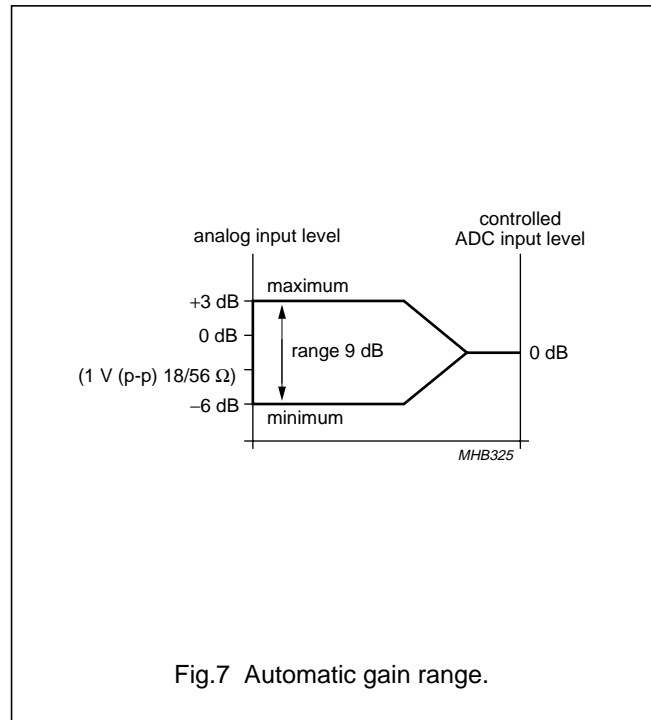 analog input level
controlled
ADC input level
+3 dB
maximum
0 dB
range 9 dB
0 dB
(1 V (p-p) 18/56 Ω)
−6 dB
minimum
MHB325
Fig.7 Automatic gain range.